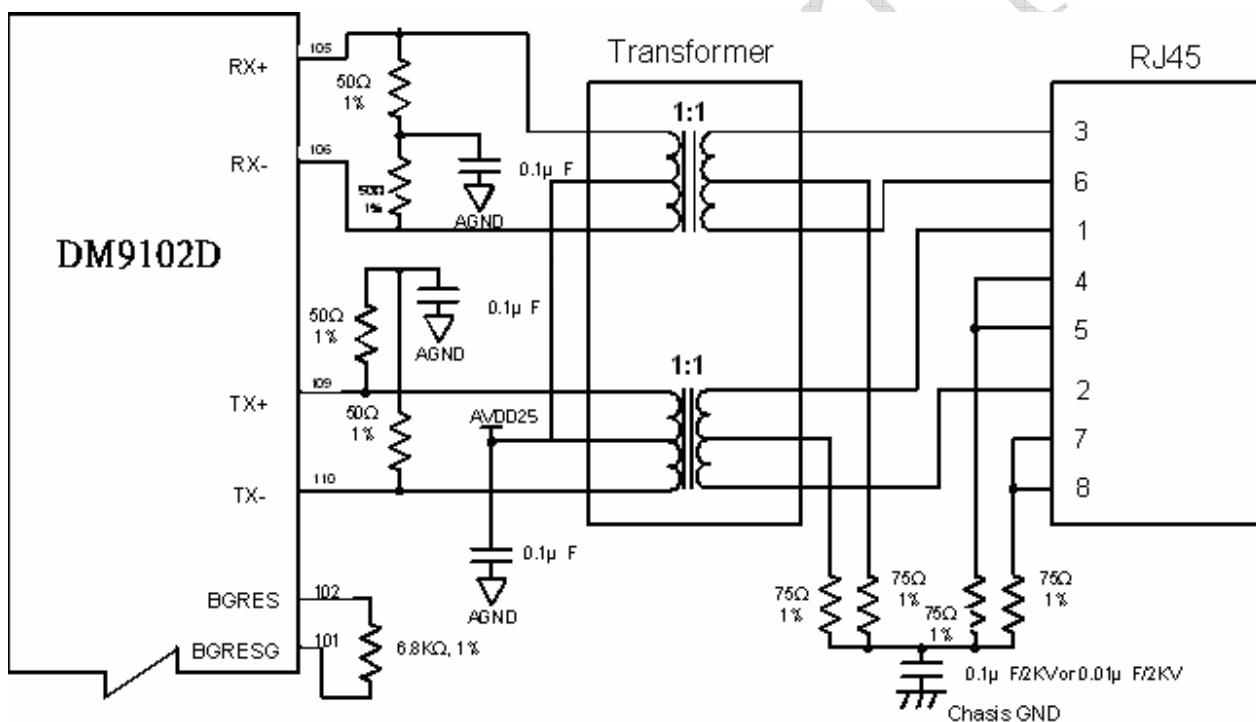 Transformer
RJ45
DM9102D
RX+
105
RX-
106
50Ω
1%
50Ω
1%
0.1µ F
AGND
1:1
3
6
1
4
5
2
7
8
0.1µ F
AGND
50Ω
1%
TX+
109
50Ω
1%
TX-
110
AVDD25
1:1
0.1µ F
AGND
BGRES
102
BGRESG
101
6.8KΩ, 1%
75Ω
1%
75Ω
1%
75Ω
1%
75Ω
1%
0.1µ F/2KV or 0.01µ F/2KV
Chasis GND